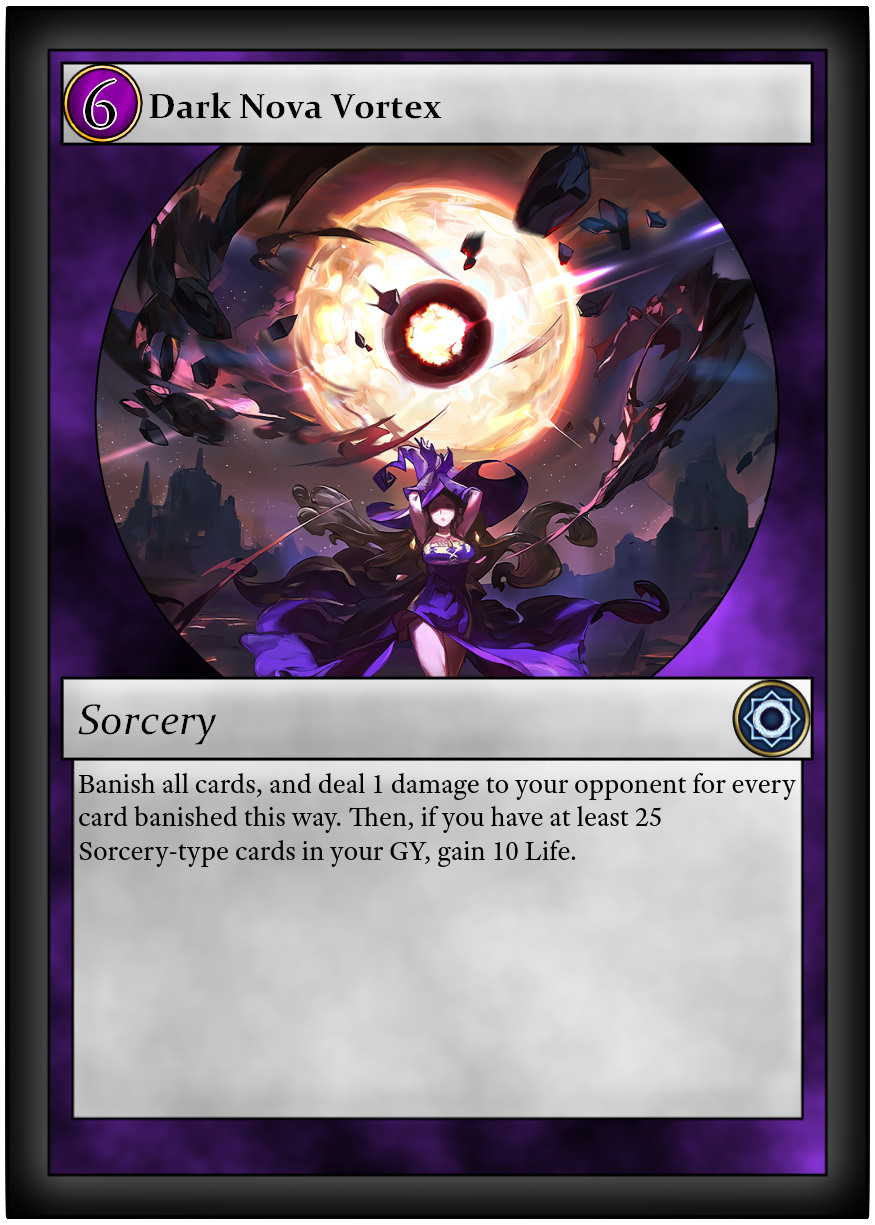 6
Dark Nova Vortex
Sorcery
Banish all cards, and deal 1 damage to your opponent for every
card banished this way. Then, if you have at least 25
Sorcery-type cards in your GY, gain 10 Life.